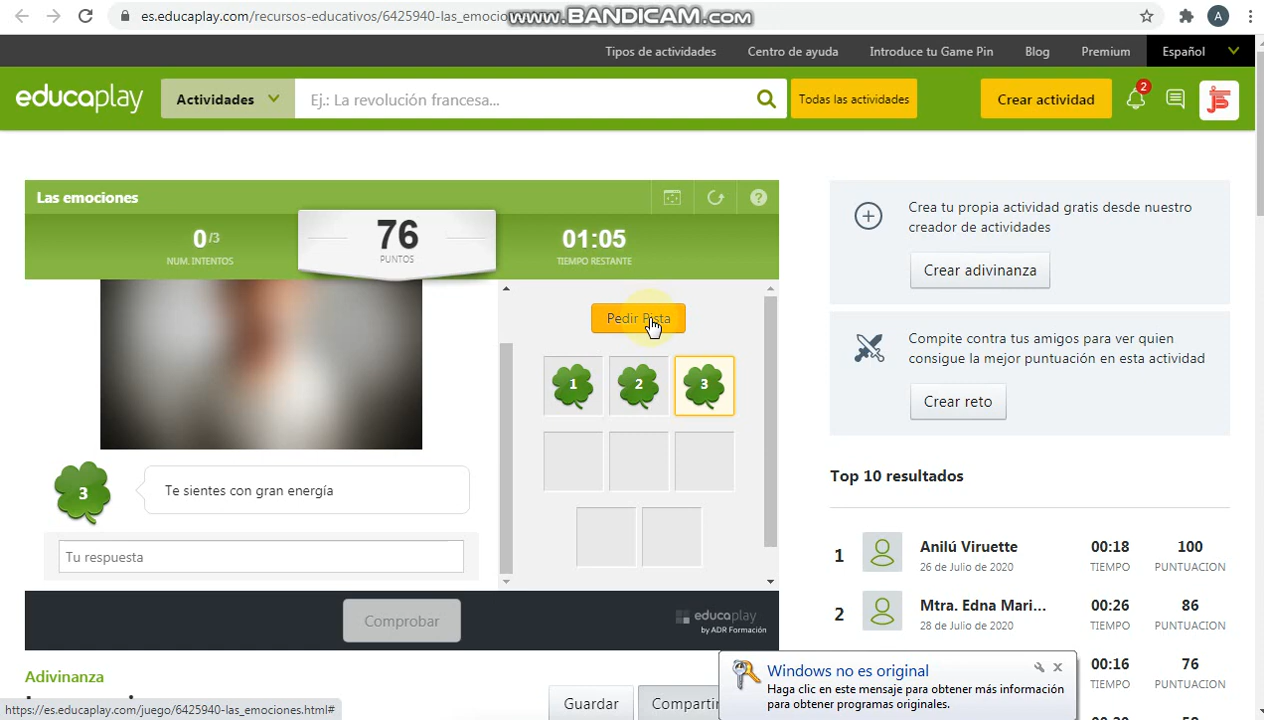 es.educaplay.com/recursos-educativos/6425940-las_emocio
www.BANDICAM.com
A
Tipos de actividades
Centro de ayuda
Introduce tu Game Pin
Blog
Premium
Español
educaplay
Actividades
Ej.: La revolución francesa...
Todas las actividades
Crear actividad
2
Las emociones
?
0/3
NUM. INTENTOS
76
PUNTOS
01:05
TIEMPO RESTANTE
Pedir Pista
1
2
3
3
Te sientes con gran energía
Tu respuesta
Comprobar
educaplay
by ADR Formación
Crea tu propia actividad gratis desde nuestro
creador de actividades
Crear adivinanza
Compite contra tus amigos para ver quien
consigue la mejor puntuación en esta actividad
Crear reto
Top 10 resultados
1
Anilú Viruette
26 de Julio de 2020
00:18
TIEMPO
100
PUNTUACION
2
Mtra. Edna Mari...
28 de Julio de 2020
00:26
TIEMPO
86
PUNTUACION
00:16
TIEMPO
76
PUNTUACION
Adivinanza
Guardar
Compartir
Windows no es original
Haga clic en este mensaje para obtener más información
para obtener programas originales.
https://es.educaplay.com/juego/6425940-las_emociones.html#